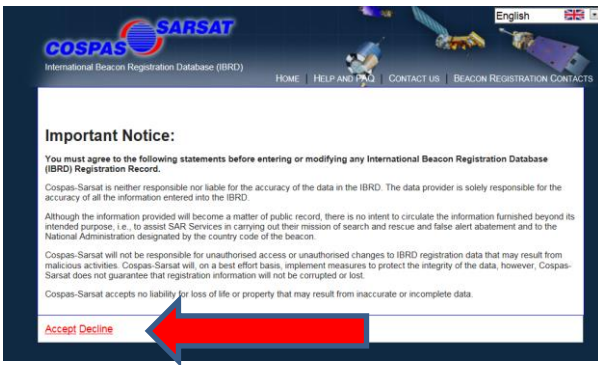 English
COSPAS SARSAT
International Beacon Registration Database (IBRD)
HOME | HELP AND FAQ | CONTACT US | BEACON REGISTRATION CONTACTS
Important Notice:
You must agree to the following statements before entering or modifying any International Beacon Registration Database
(IBRD) Registration Record.
Cospas-Sarsat is neither responsible nor liable for the accuracy of the data in the IBRD. The data provider is solely responsible for the
accuracy of all the information entered into the IBRD.
Although the information provided will become a matter of public record, there is no intent to circulate the information furnished beyond its
intended purpose, i.e., to assist SAR Services in carrying out their mission of search and rescue and false alert abatement and to the
National Administration designated by the country code of the beacon.
Cospas-Sarsat will not be responsible for unauthorised access or unauthorised changes to IBRD registration data that may result from
malicious activities. Cospas-Sarsat will, on a best effort basis, implement measures to protect the integrity of the data, however, Cospas-
Sarsat does not guarantee that registration information will not be corrupted or lost.
Cospas-Sarsat accepts no liability for loss of life or property that may result from inaccurate or incomplete data.
Accept Decline